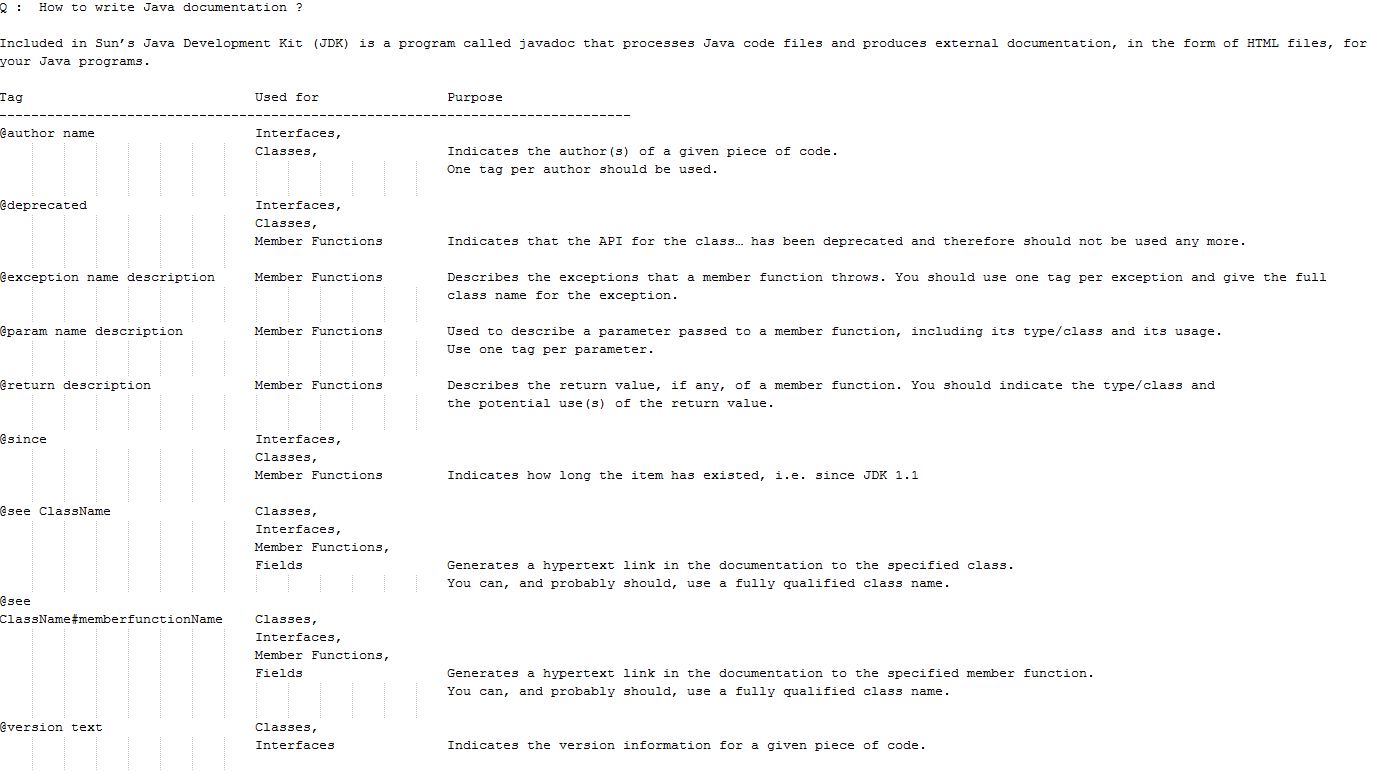 Q :  How to write Java documentation ?
Included in Sun’s Java Development Kit (JDK) is a program called javadoc that processes Java code files and produces external documentation, in the form of HTML files, for
your Java programs.
Tag                             Used for                Purpose
-------------------------------------------------------------------------------
@author name                    Interfaces,
                                Classes,                Indicates the author(s) of a given piece of code.
                                                        One tag per author should be used.
@deprecated                     Interfaces,
                                Classes,
                                Member Functions        Indicates that the API for the class… has been deprecated and therefore should not be used any more.
@exception name description     Member Functions        Describes the exceptions that a member function throws. You should use one tag per exception and give the full
                                                        class name for the exception.
@param name description         Member Functions        Used to describe a parameter passed to a member function, including its type/class and its usage.
                                                        Use one tag per parameter.
@return description             Member Functions        Describes the return value, if any, of a member function. You should indicate the type/class and
                                                        the potential use(s) of the return value.
@since                          Interfaces,
                                Classes,
                                Member Functions        Indicates how long the item has existed, i.e. since JDK 1.1
@see ClassName                  Classes,
                                Interfaces,
                                Member Functions,
                                Fields                  Generates a hypertext link in the documentation to the specified class.
                                                        You can, and probably should, use a fully qualified class name.
@see
ClassName#memberfunctionName    Classes,
                                Interfaces,
                                Member Functions,
                                Fields                  Generates a hypertext link in the documentation to the specified member function.
                                                        You can, and probably should, use a fully qualified class name.
@version text                   Classes,
                                Interfaces              Indicates the version information for a given piece of code.